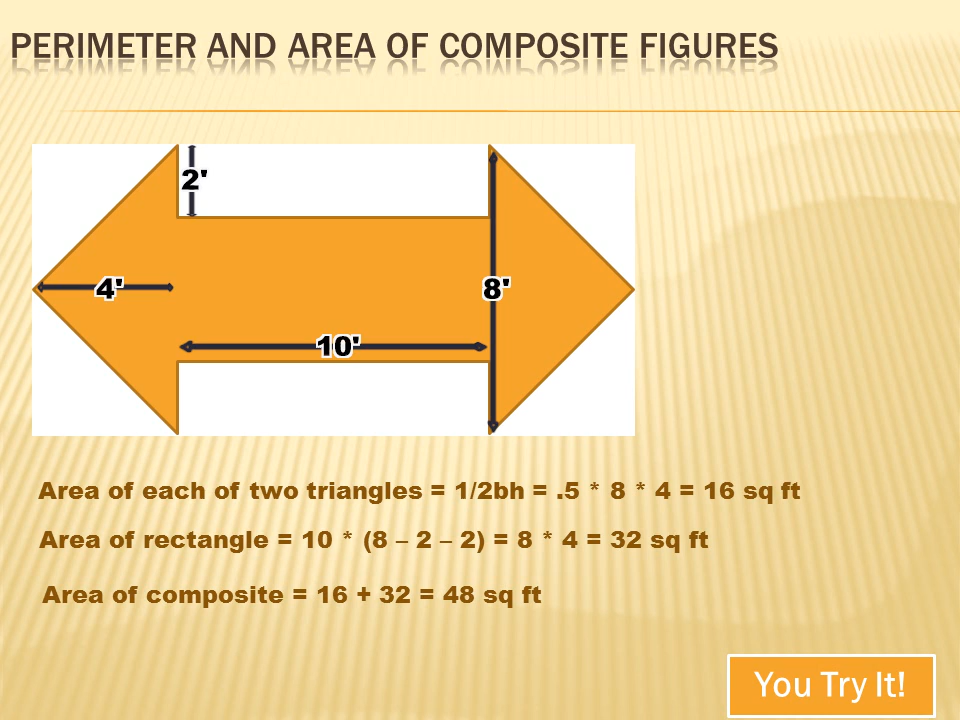 PERIMETER AND AREA OF COMPOSITE FIGURES
2'
4'
8'
10'
Area of each of two triangles = 1/2bh = .5 * 8 * 4 = 16 sq ft
Area of rectangle = 10 * (8 – 2 – 2) = 8 * 4 = 32 sq ft
Area of composite = 16 + 32 = 48 sq ft
You Try It!